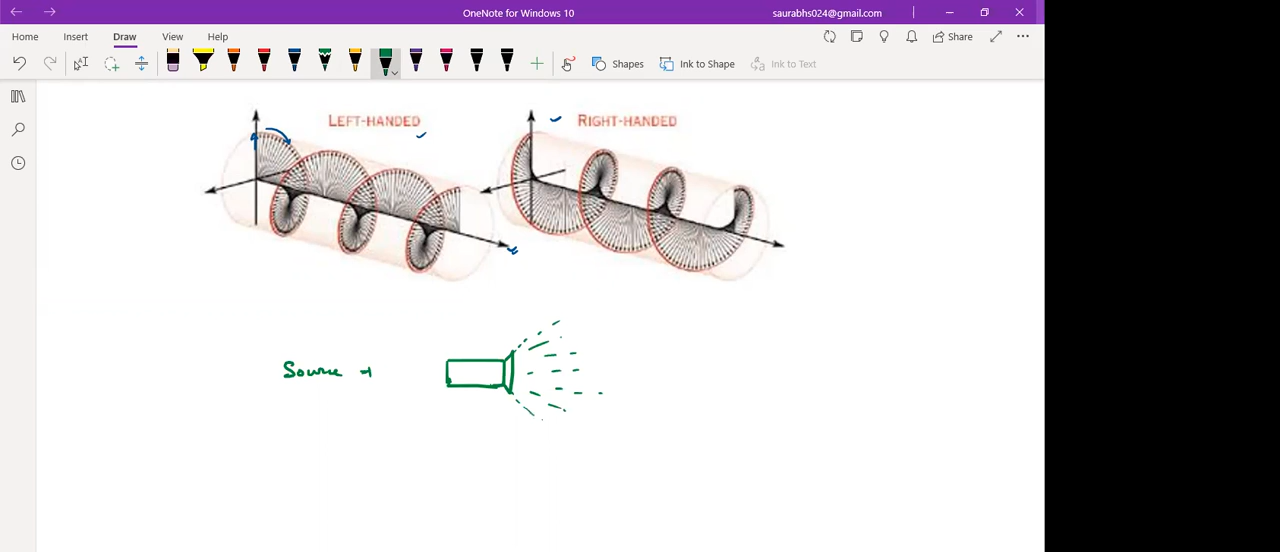 OneNote for Windows 10
saurabhs024@gmail.com
Home Insert Draw View Help
Share
Shapes Ink to Shape Ink to Text
LEFT-HANDED
RIGHT-HANDED
Source →